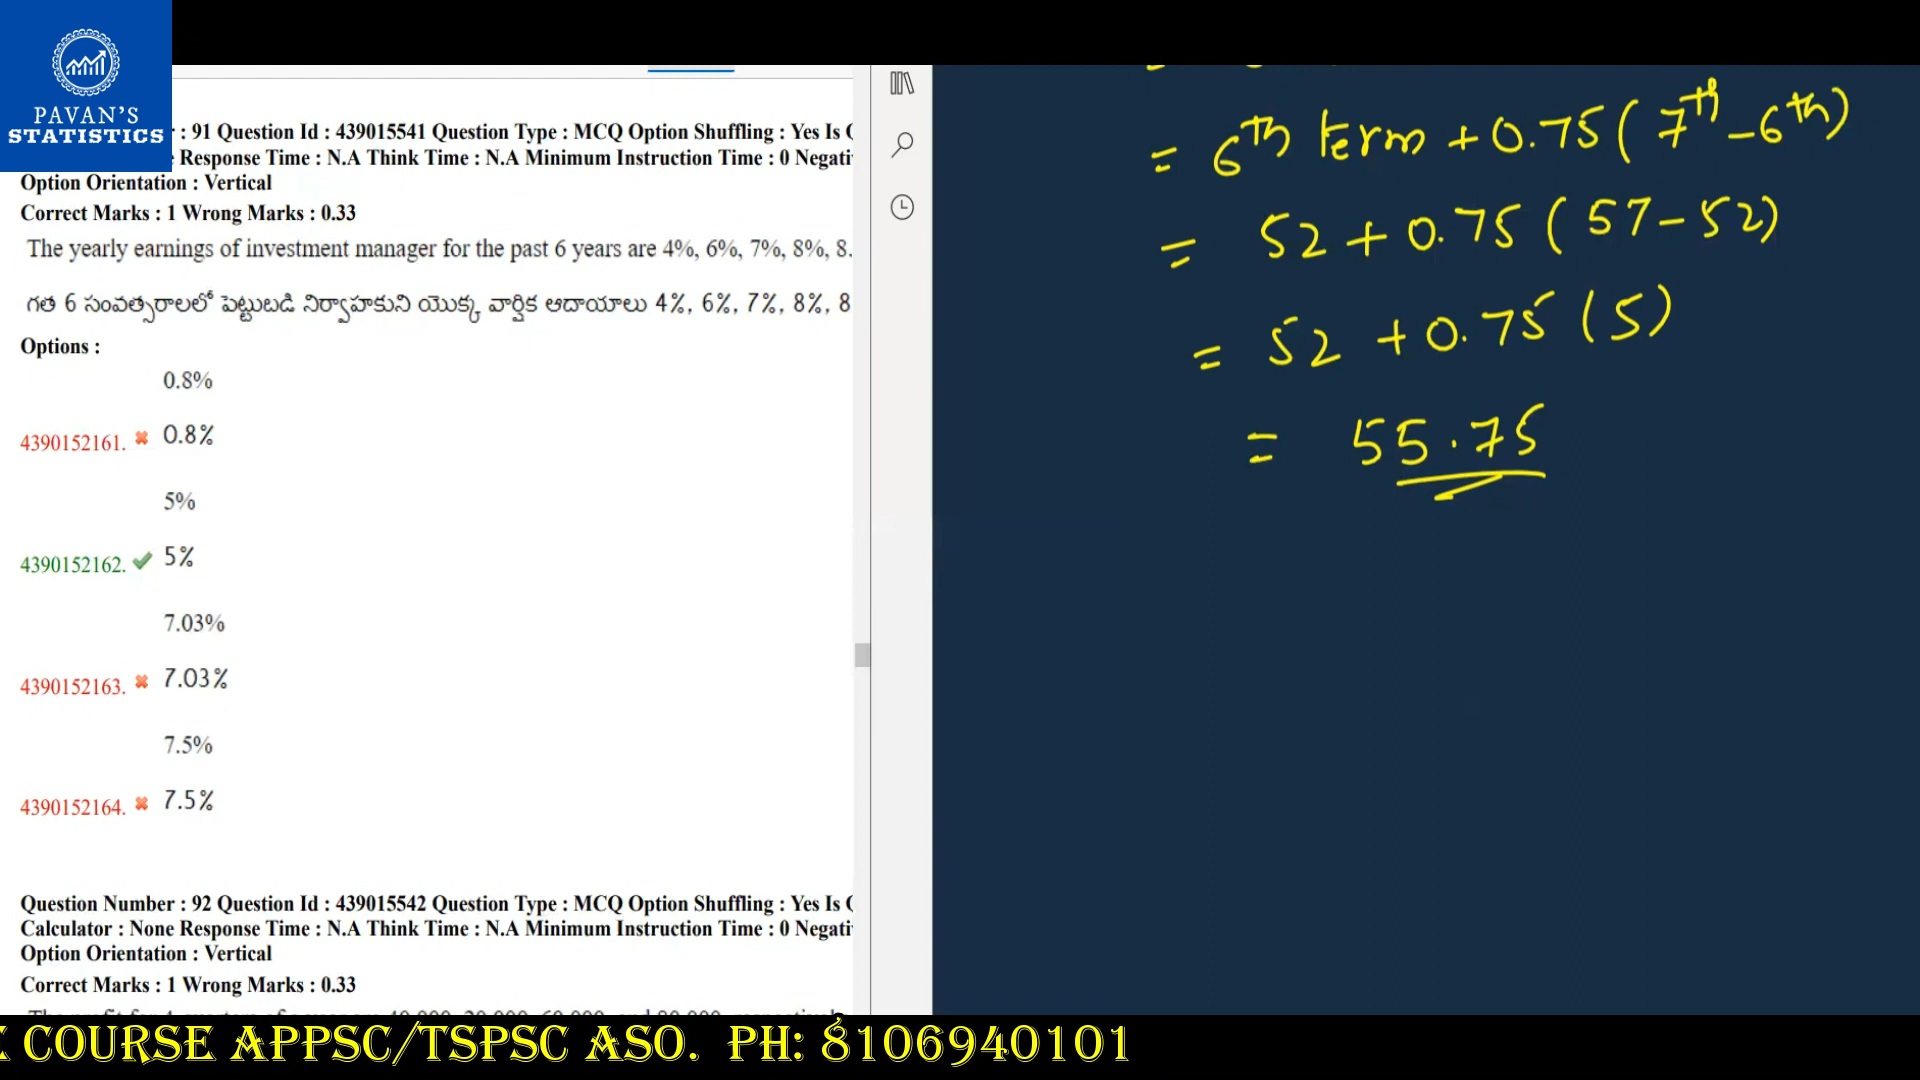 PAVAN'S
STATISTICS
: 91 Question Id : 439015541 Question Type : MCQ Option Shuffling : Yes Is
Response Time : N.A Think Time : N.A Minimum Instruction Time : 0 Negati
Option Orientation : Vertical
Correct Marks : 1 Wrong Marks : 0.33
The yearly earnings of investment manager for the past 6 years are 4%, 6%, 7%, 8%, 8.
గత 6 సంవత్సరాలలో పెట్టుబడి నిర్వాహకుని యొక్క వార్షిక ఆదాయాలు 4%, 6%, 7%, 8%, 8
Options :
0.8%
4390152161. ✖ 0.8%
5%
4390152162. ✔ 5%
7.03%
4390152163. ✖ 7.03%
7.5%
4390152164. ✖ 7.5%
Question Number : 92 Question Id : 439015542 Question Type : MCQ Option Shuffling : Yes Is
Calculator : None Response Time : N.A Think Time : N.A Minimum Instruction Time : 0 Negati
Option Orientation : Vertical
Correct Marks : 1 Wrong Marks : 0.33
= 6th term + 0.75 ( 7th - 6th )
= 52 + 0.75 ( 57 - 52 )
= 52 + 0.75 ( 5 )
= 55.75
COURSE APPSC/TSPSC ASO. PH: 8106940101